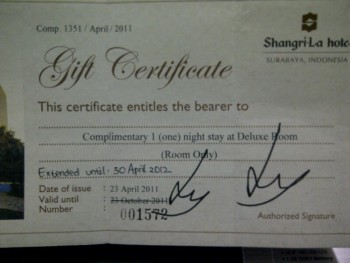 Comp. 1351 / April / 2011
Shangri-La hotel
SURABAYA, INDONESIA
Gift Certificate
This certificate entitles the bearer to
Complimentary 1 (one) night stay at Deluxe Room
(Room Only)
Extended until : 30 April 2012
Date of issue : 23 April 2011
Valid until : 23 October 2011
Number : 001572
Authorized Signature